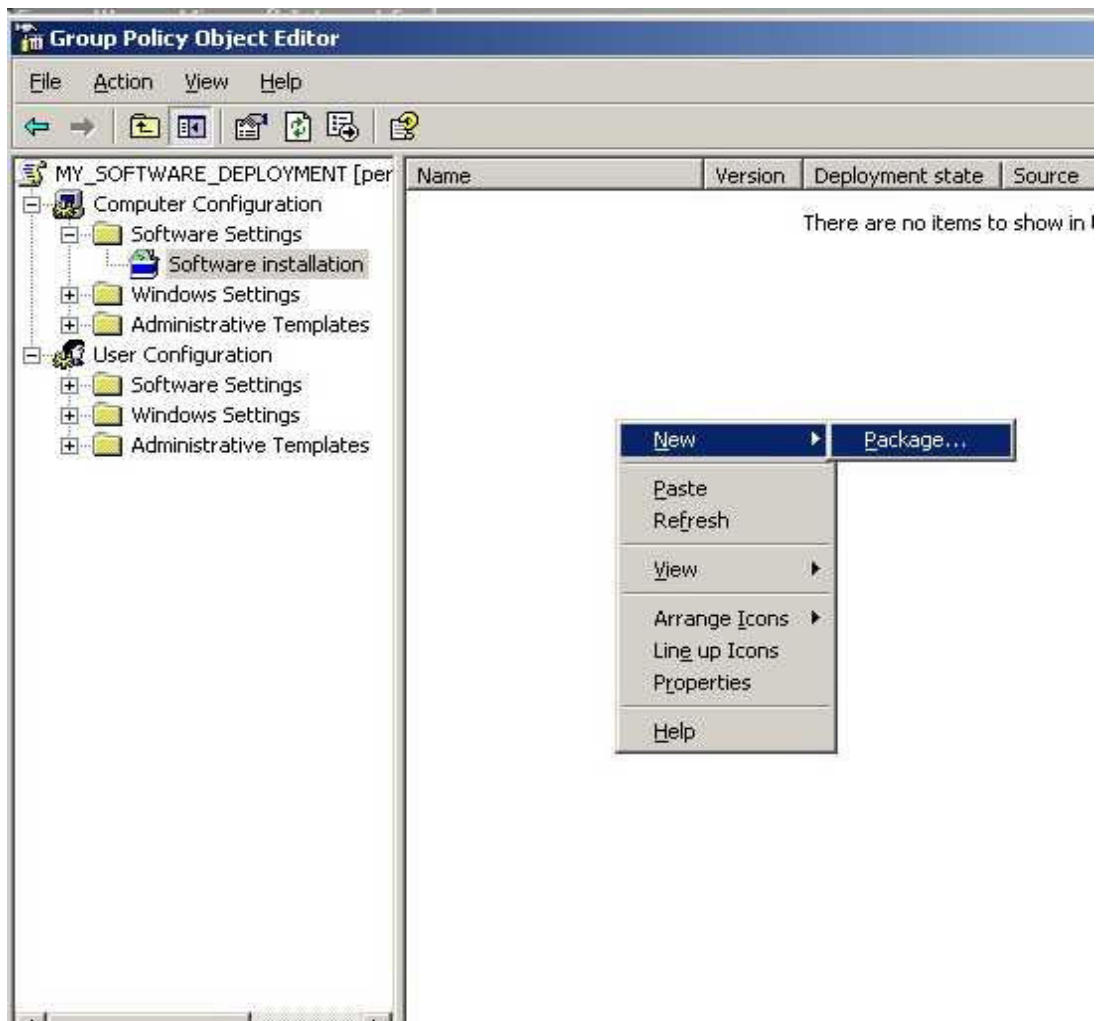 Group Policy Object Editor
File Action View Help
MY_SOFTWARE_DEPLOYMENT [per
Computer Configuration
Software Settings
Software installation
Windows Settings
Administrative Templates
User Configuration
Software Settings
Windows Settings
Administrative Templates
Name Version Deployment state Source
There are no items to show in
New
Package...
Paste
Refresh
View
Arrange Icons
Line up Icons
Properties
Help